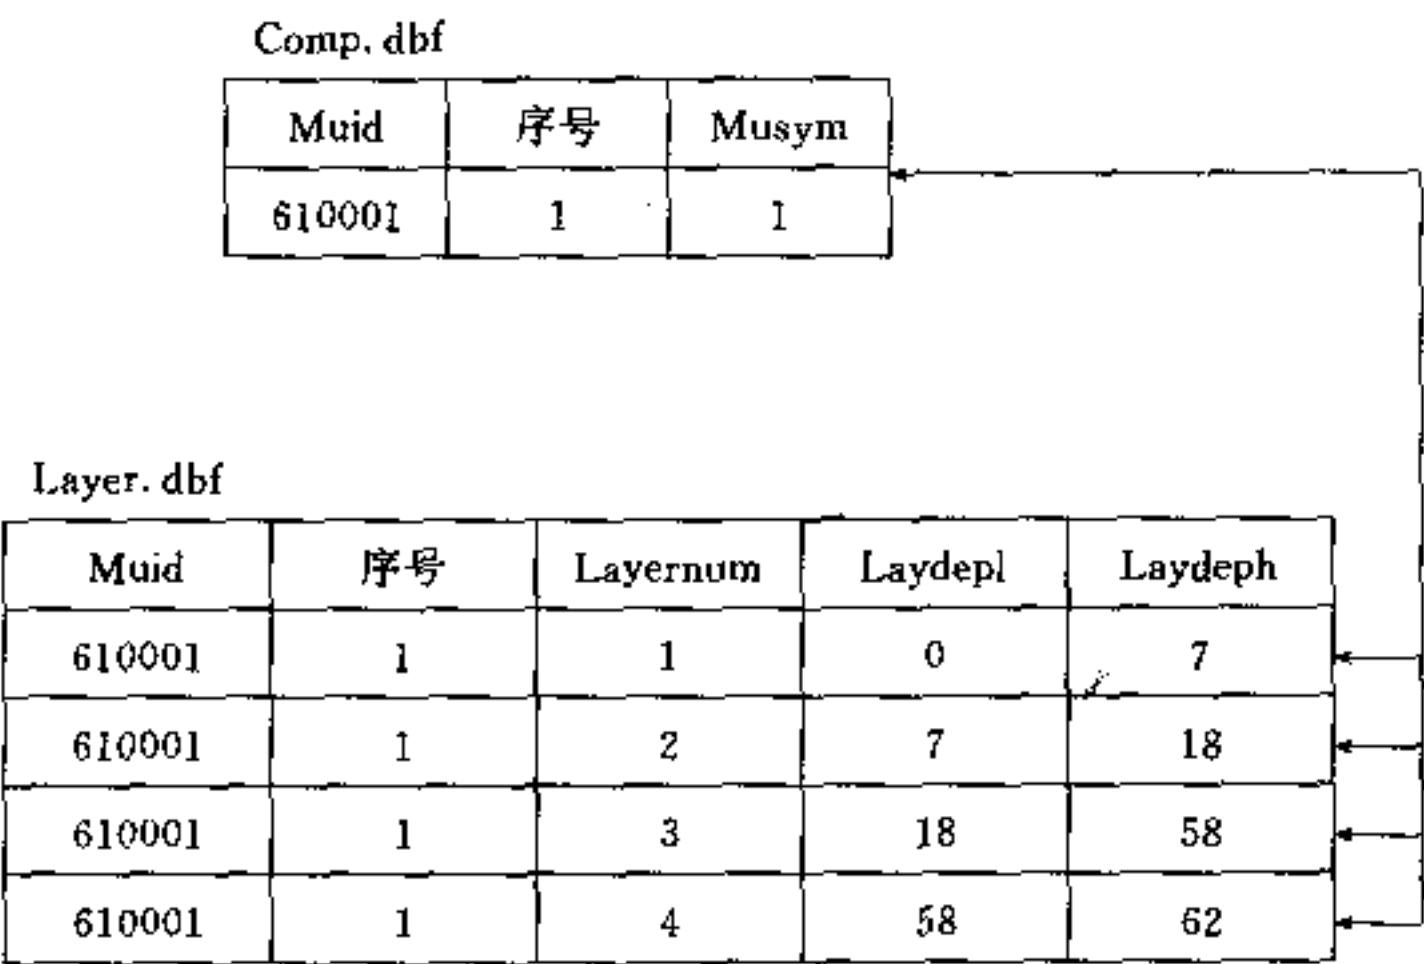 Comp. dbf
Muid 序号 Musym
610001 1 1
Layer. dbf
Muid 序号 Layernum Laydepl Laydeph
610001 1 1 0 7
610001 1 2 7 18
610001 1 3 18 58
610001 1 4 58 62